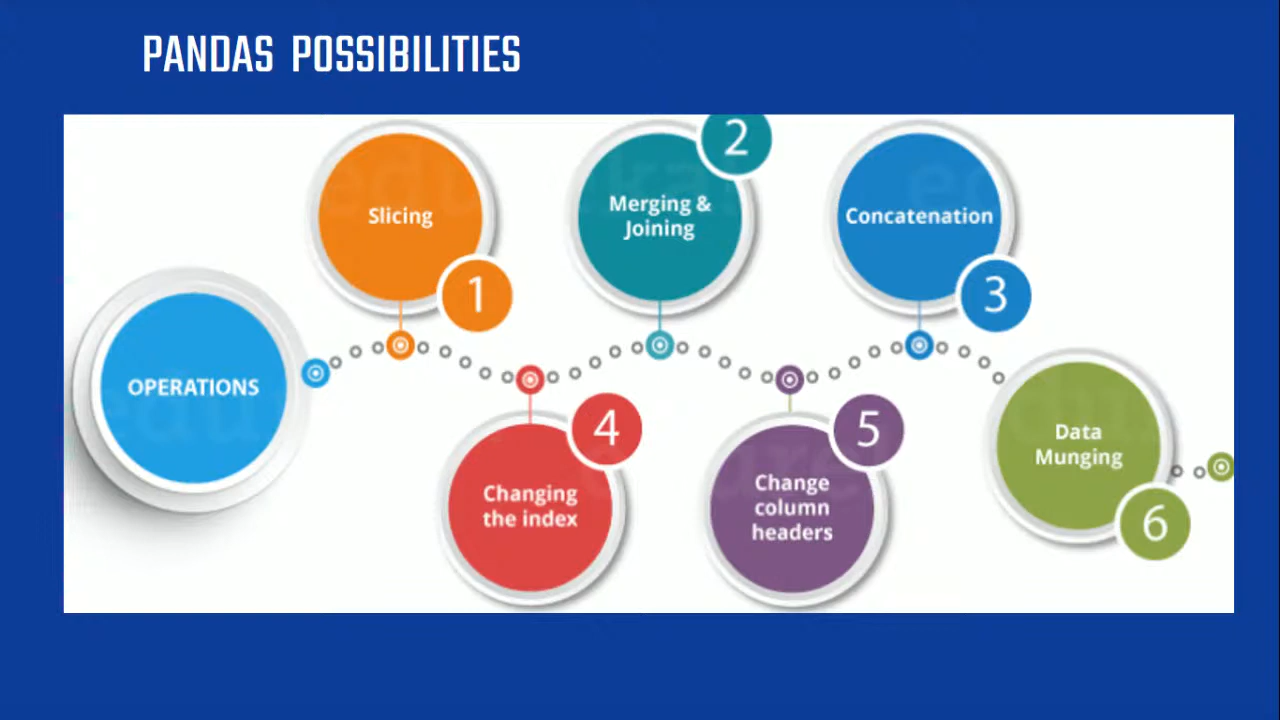 PANDAS POSSIBILITIES
OPERATIONS
Slicing
1
Merging &
Joining
2
Concatenation
3
Changing
the index
4
Change
column
headers
5
Data
Munging
6